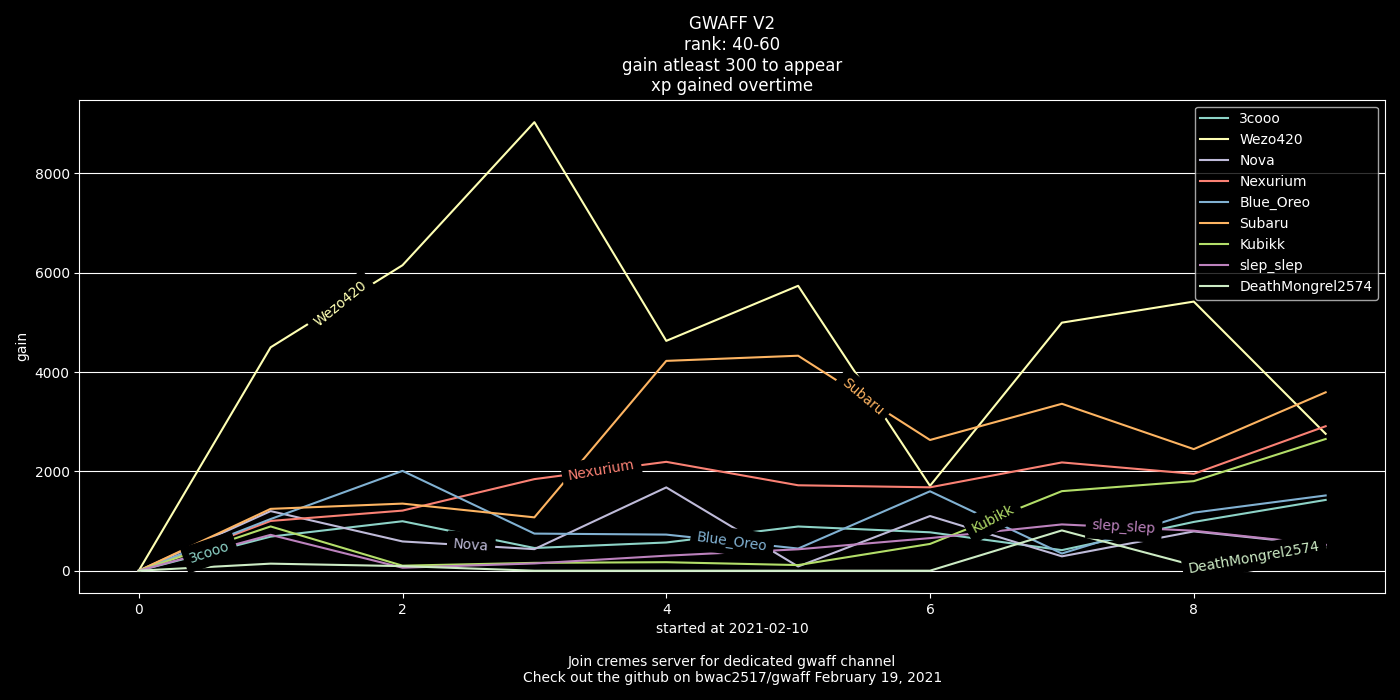 GWAFF V2
rank: 40-60
gain atleast 300 to appear
xp gained overtime
3cooo
Wezo420
Nova
Nexurium
Blue_Oreo
Subaru
Kubikk
slep_slep
DeathMongrel2574
8000
6000
4000
2000
0
gain
Wezo420
Subaru
Nexurium
Kubikk
slep_slep
Blue_Oreo
Nova
3cooo
DeathMongrel2574
0 2 4 6 8
started at 2021-02-10
Join cremes server for dedicated gwaff channel
Check out the github on bwac2517/gwaff February 19, 2021